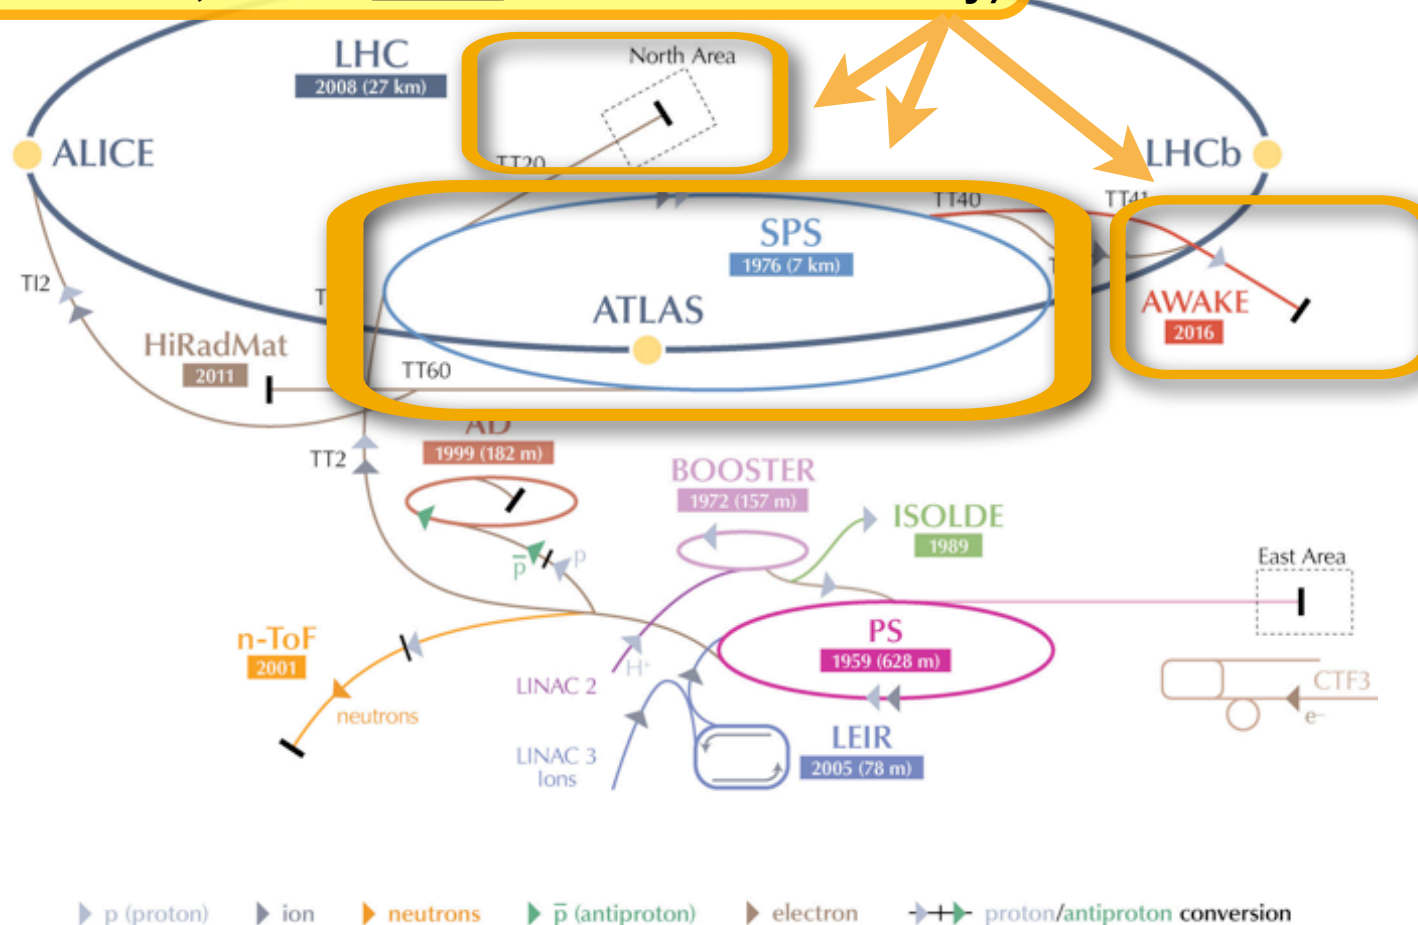 LHC
2008 (27 km)
North Area
ALICE
TT20
LHCb
TT40
TT41
SPS
1976 (7 km)
TI2
ATLAS
AWAKE
2016
HiRadMat
2011
TT60
AD
1999 (182 m)
TT2
BOOSTER
1972 (157 m)
ISOLDE
1989
East Area
p̅
p
n-ToF
2001
PS
1959 (628 m)
H⁺
LINAC 2
neutrons
CTF3
e⁻
LINAC 3
Ions
LEIR
2005 (78 m)
p (proton) ion neutrons p̅ (antiproton) electron proton/antiproton conversion